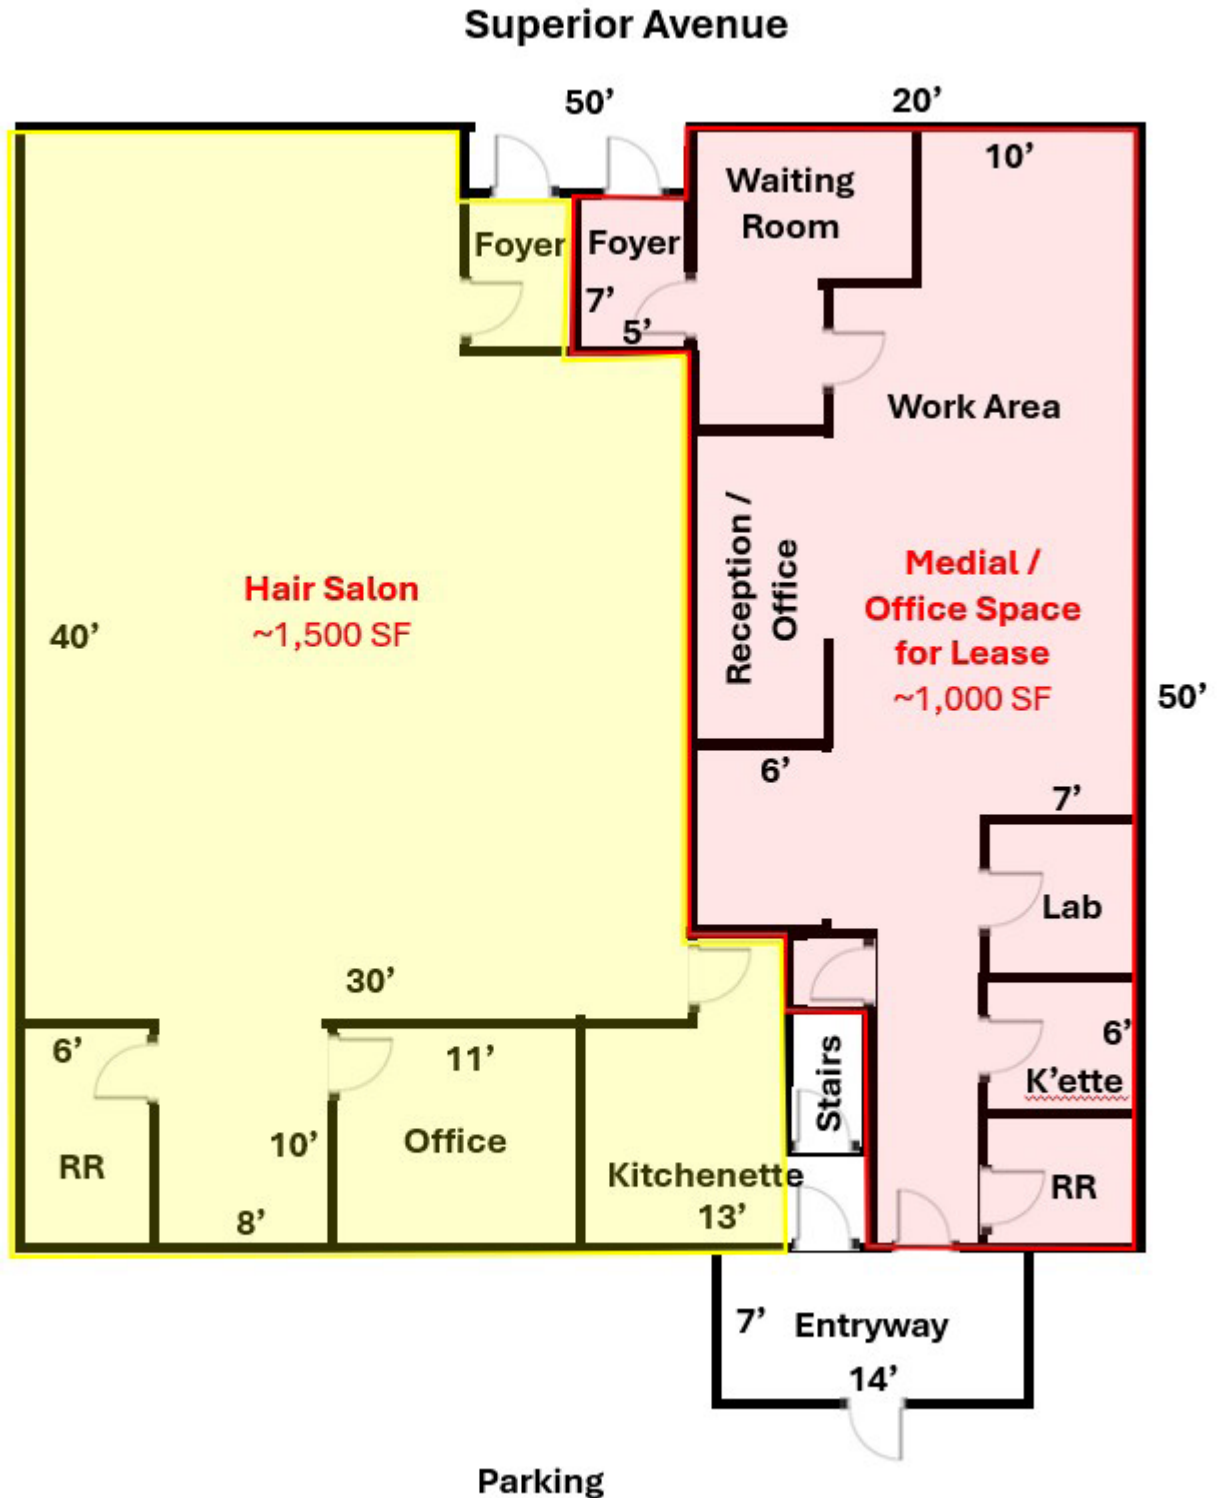 Superior Avenue
50’
20’
10’
Waiting
Room
Foyer
Foyer
7’
5’
Work Area
Reception /
Office
Hair Salon
~1,500 SF
40’
Medial /
Office Space
for Lease
~1,000 SF
50’
6’
7’
Lab
30’
6’
11’
6’
K’ette
Stairs
RR
10’
Office
Kitchenette
13’
8’
RR
7’
Entryway
14’
Parking